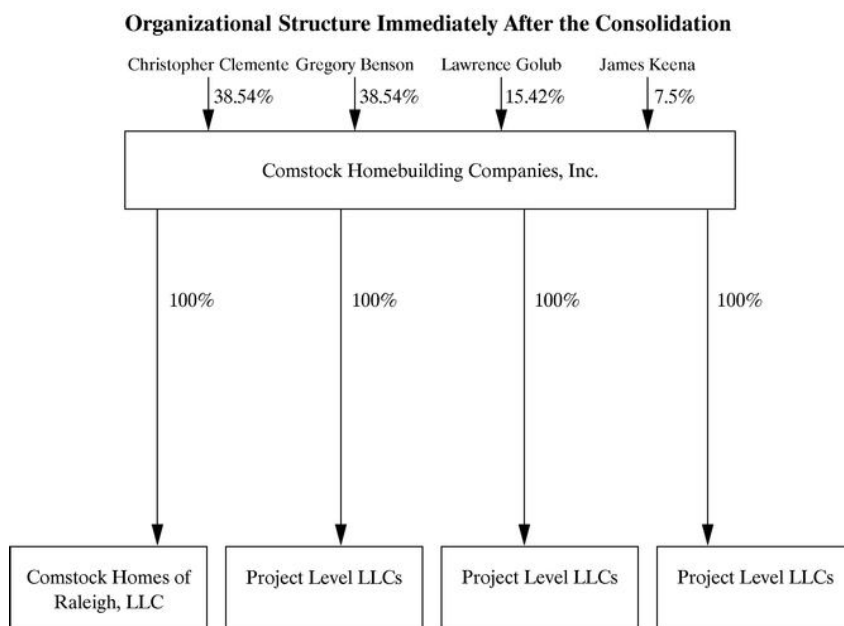 Organizational Structure Immediately After the Consolidation
Christopher Clemente Gregory Benson Lawrence Golub James Keena
38.54% 38.54% 15.42% 7.5%
Comstock Homebuilding Companies, Inc.
100% 100% 100% 100%
Comstock Homes of
Raleigh, LLC
Project Level LLCs
Project Level LLCs
Project Level LLCs